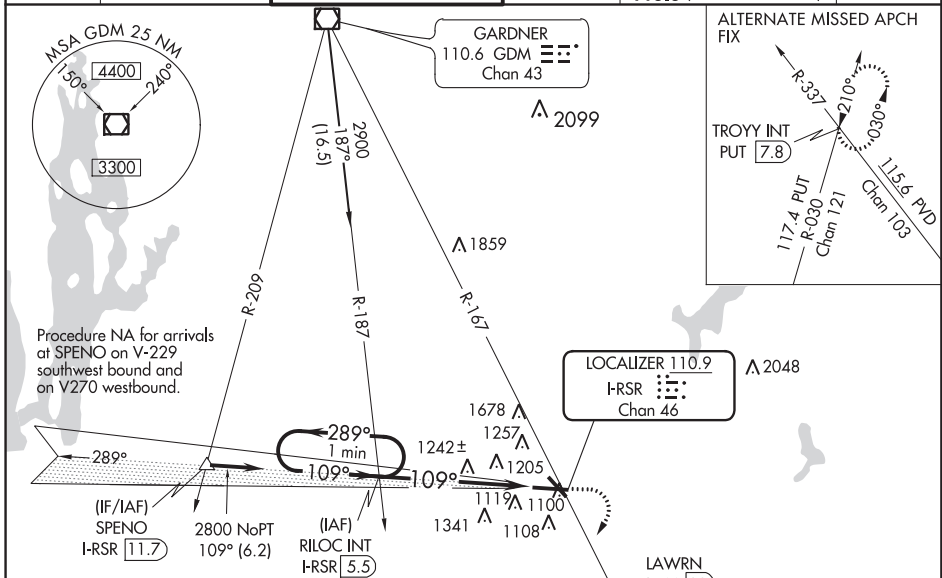 MSA GDM 25 NM
150°
4400
240°
3300
GARDNER
110.6 GDM
Chan 43
2099
2900
187°
(16.5)
ALTERNATE MISSED APCH
FIX
R-337
210°
030°
TROYY INT
PUT 7.8
117.4 PUT
R-030
Chan 121
115.6 PVD
Chan 103
R-209
R-187
R-167
1859
Procedure NA for arrivals
at SPENO on V-229
southwest bound and
on V270 westbound.
LOCALIZER 110.9
I-RSR
Chan 46
2048
1678
1257
1242±
1205
289°
1 min
109°
109°
289°
1119
1100
1341
1108
(IF/IAF)
SPENO
I-RSR 11.7
2800 NoPT
109° (6.2)
(IAF)
RILOC INT
I-RSR 5.5
LAWRN